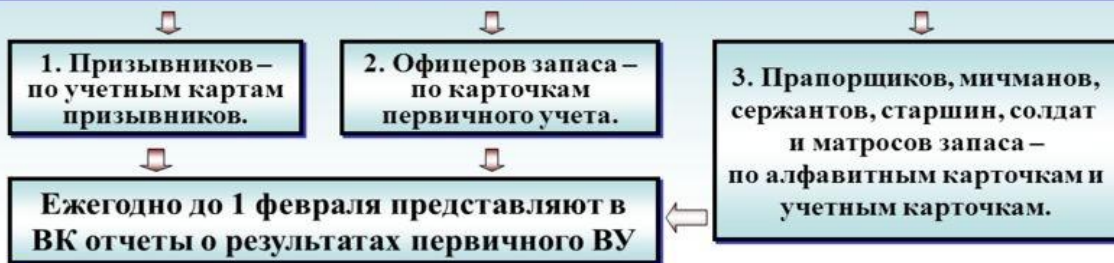 1. Призывников –
по учетным картам
призывников.
2. Офицеров запаса –
по карточкам
первичного учета.
3. Прапорщиков, мичманов,
сержантов, старшин, солдат
и матросов запаса –
по алфавитным карточкам и
учетным карточкам.
Ежегодно до 1 февраля представляют в
ВК отчеты о результатах первичного ВУ